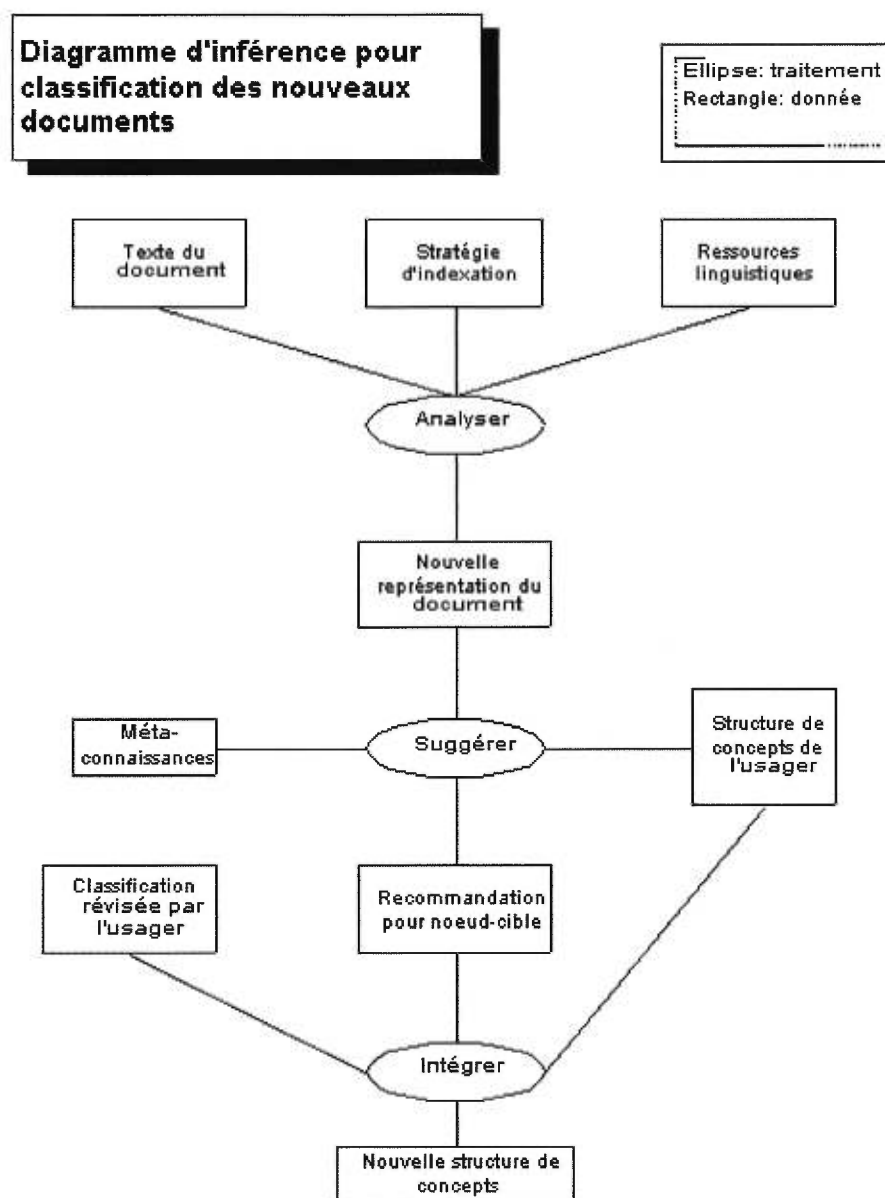 Diagramme d'inférence pour
classification des nouveaux
documents
Ellipse: traitement
Rectangle: donnée
Texte du
document
Stratégie
d'indexation
Ressources
linguistiques
Analyser
Nouvelle
représentation du
document
Méta-
connaissances
Suggérer
Structure de
concepts de
l'usager
Classification
révisée par
l'usager
Recommandation
pour noeud-cible
Intégrer
Nouvelle structure de
concepts